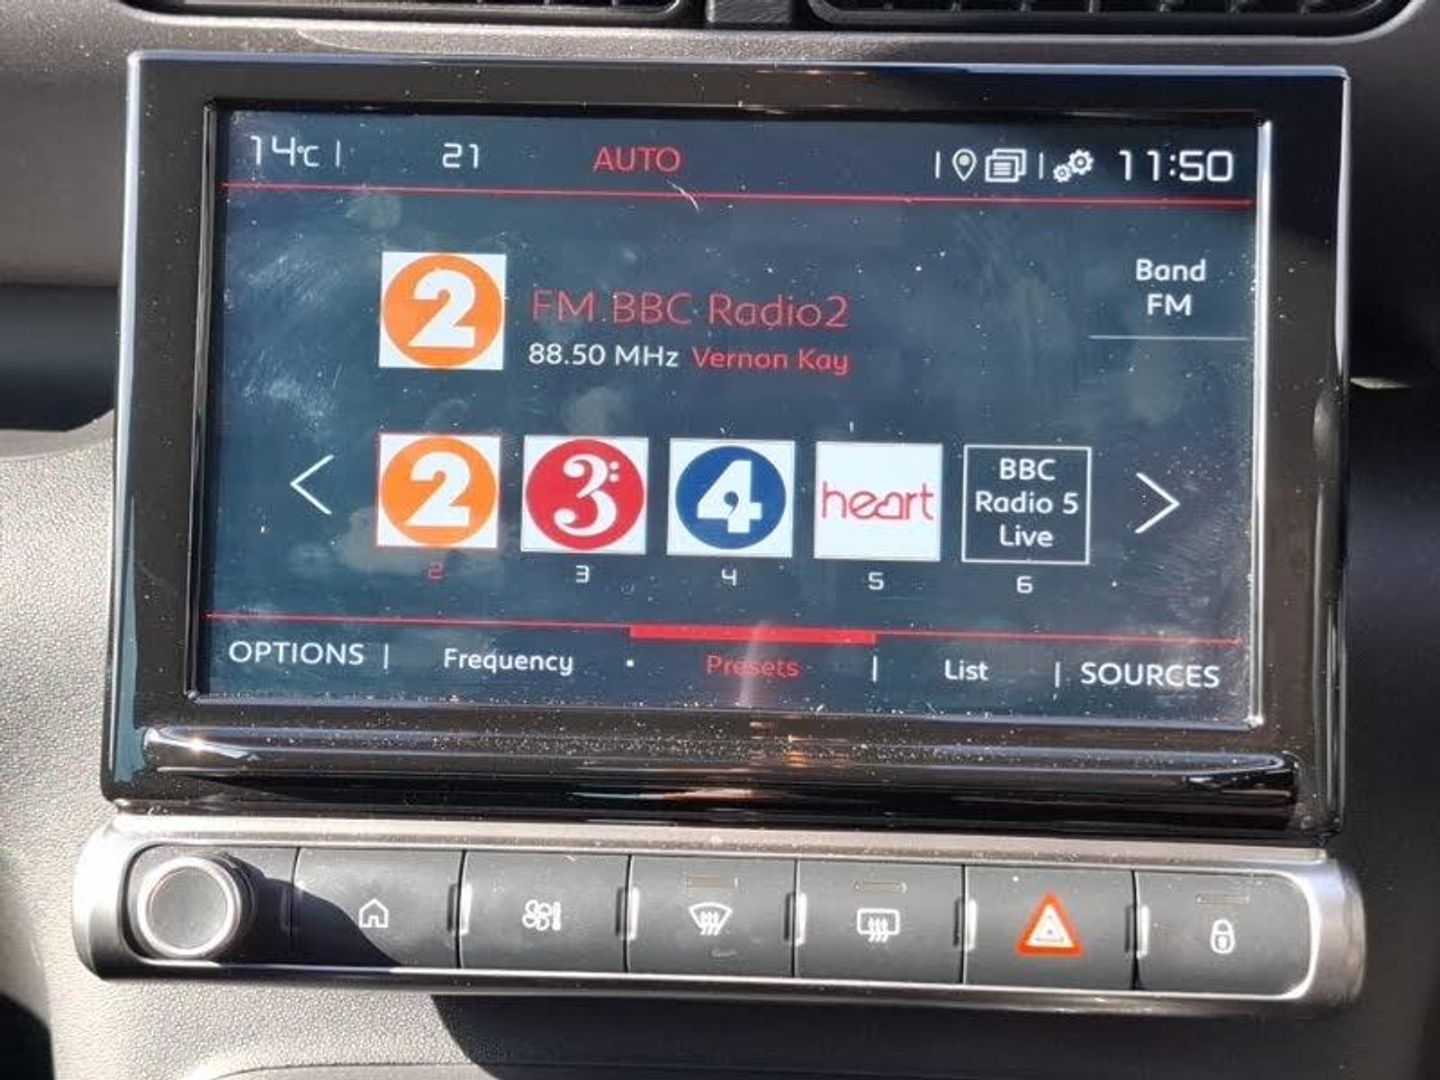 14°C | 21 AUTO | | 11:50
Band
FM
2 FM BBC Radio2
88.50 MHz Vernon Kay
2 3 4 heart
BBC
Radio 5
Live
2 3 4 5 6
OPTIONS | Frequency Presets | List | SOURCES